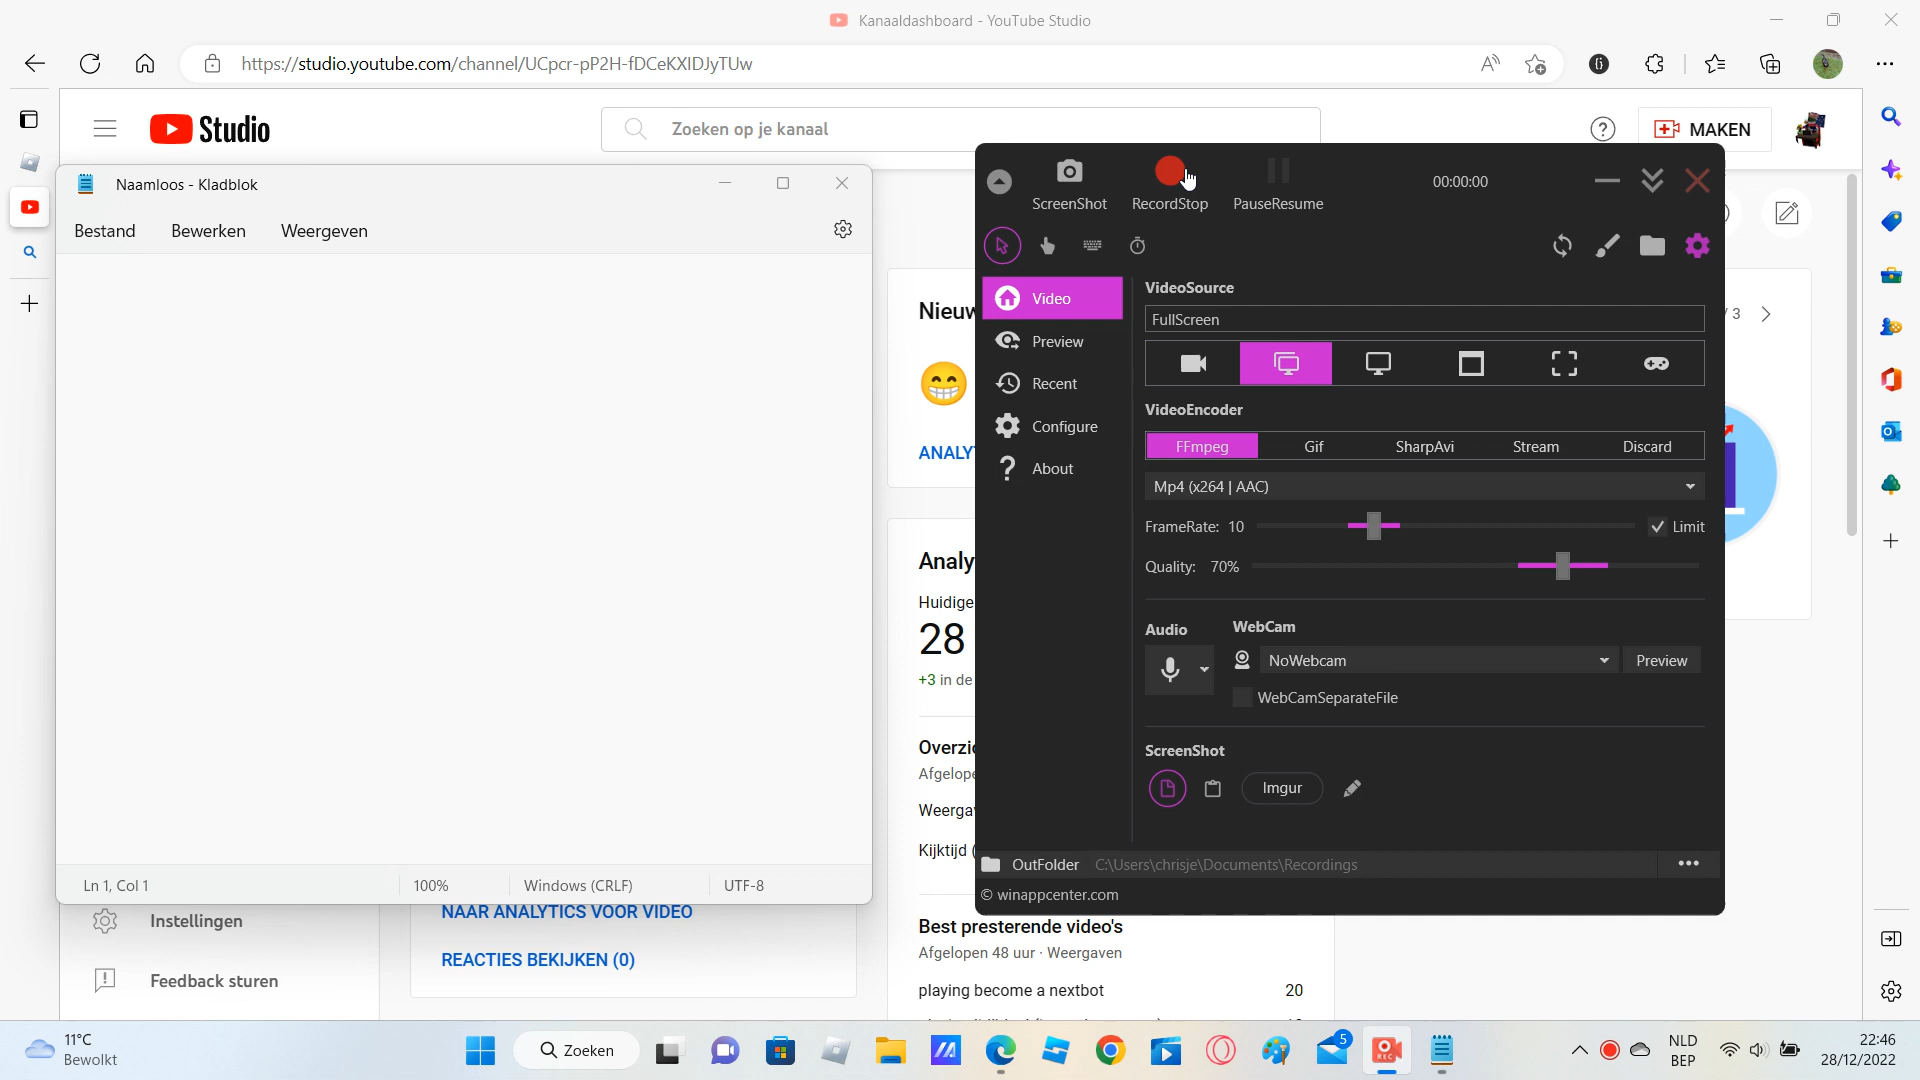 Kanaaldashboard - YouTube Studio
https://studio.youtube.com/channel/UCpcr-pP2H-fDCeKXIDJyTUw
Studio
Zoeken op je kanaal
MAKEN
Naamloos - Kladblok
Bestand Bewerken Weergeven
Ln 1, Col 1 100% Windows (CRLF) UTF-8
Instellingen
Feedback sturen
NAAR ANALYTICS VOOR VIDEO
REACTIES BEKIJKEN (0)
Nieuw
/ 3
ANALY
Analy
Huidige
28
+3 in de
Overzi
Afgelope
Weerga
Kijktijd (
Best presterende video's
Afgelopen 48 uur · Weergaven
playing become a nextbot 20
ScreenShot RecordStop PauseResume
00:00:00
Video
Preview
Recent
Configure
About
VideoSource
FullScreen
VideoEncoder
FFmpeg Gif SharpAvi Stream Discard
Mp4 (x264 | AAC)
FrameRate: 10 Limit
Quality: 70%
Audio WebCam
NoWebcam Preview
WebCamSeparateFile
ScreenShot
Imgur
OutFolder C:\Users\chrisje\Documents\Recordings
© winappcenter.com
11°C
Bewolkt
Zoeken
5
REC
NLD
BEP
22:46
28/12/2022